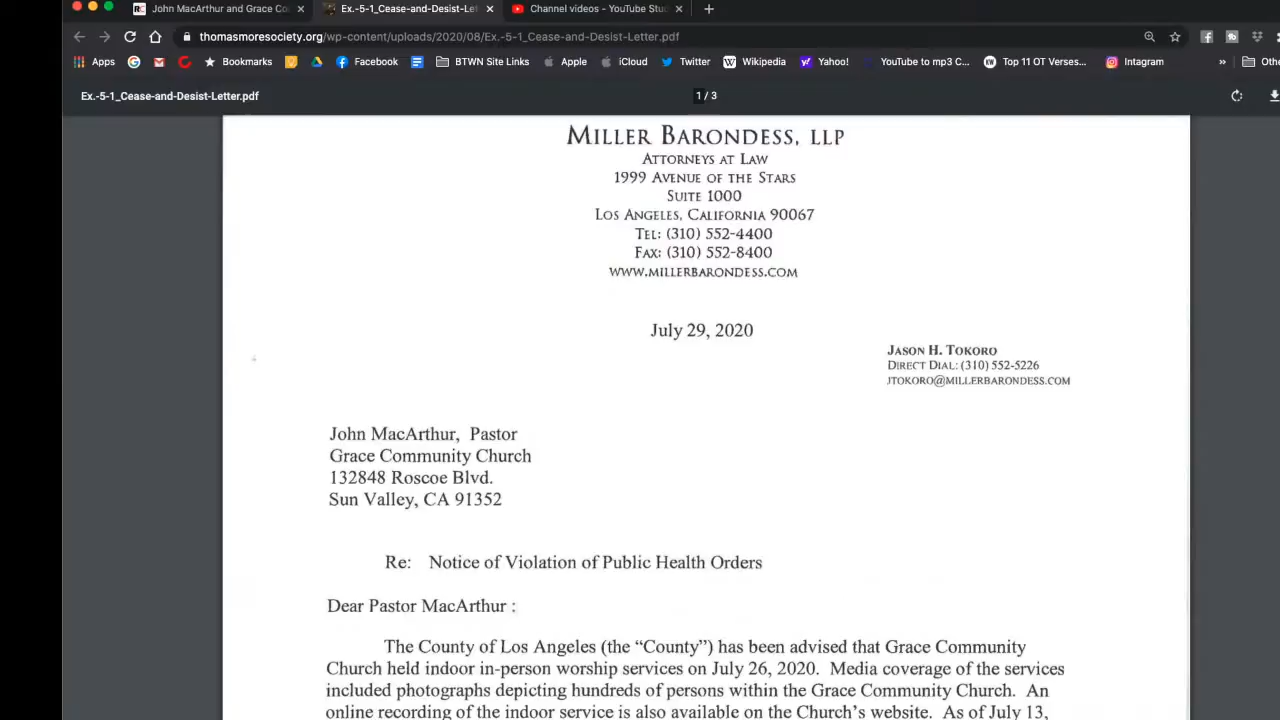 John MacArthur and Grace Co
Ex.-5-1_Cease-and-Desist-Let
Channel videos - YouTube Stu
thomasmoresociety.org/wp-content/uploads/2020/08/Ex.-5-1_Cease-and-Desist-Letter.pdf
Apps Bookmarks Facebook BTWN Site Links Apple iCloud Twitter Wikipedia Yahoo! YouTube to mp3 C... Top 11 OT Verses... Intagram » Othe
Ex.-5-1_Cease-and-Desist-Letter.pdf 1 / 3
MILLER BARONDESS, LLP
ATTORNEYS AT LAW
1999 AVENUE OF THE STARS
SUITE 1000
LOS ANGELES, CALIFORNIA 90067
TEL: (310) 552-4400
FAX: (310) 552-8400
WWW.MILLERBARONDESS.COM
July 29, 2020
JASON H. TOKORO
DIRECT DIAL: (310) 552-5226
JTOKORO@MILLERBARONDESS.COM
John MacArthur, Pastor
Grace Community Church
132848 Roscoe Blvd.
Sun Valley, CA 91352
Re: Notice of Violation of Public Health Orders
Dear Pastor MacArthur :
The County of Los Angeles (the “County”) has been advised that Grace Community
Church held indoor in-person worship services on July 26, 2020. Media coverage of the services
included photographs depicting hundreds of persons within the Grace Community Church. An
online recording of the indoor service is also available on the Church’s website. As of July 13,